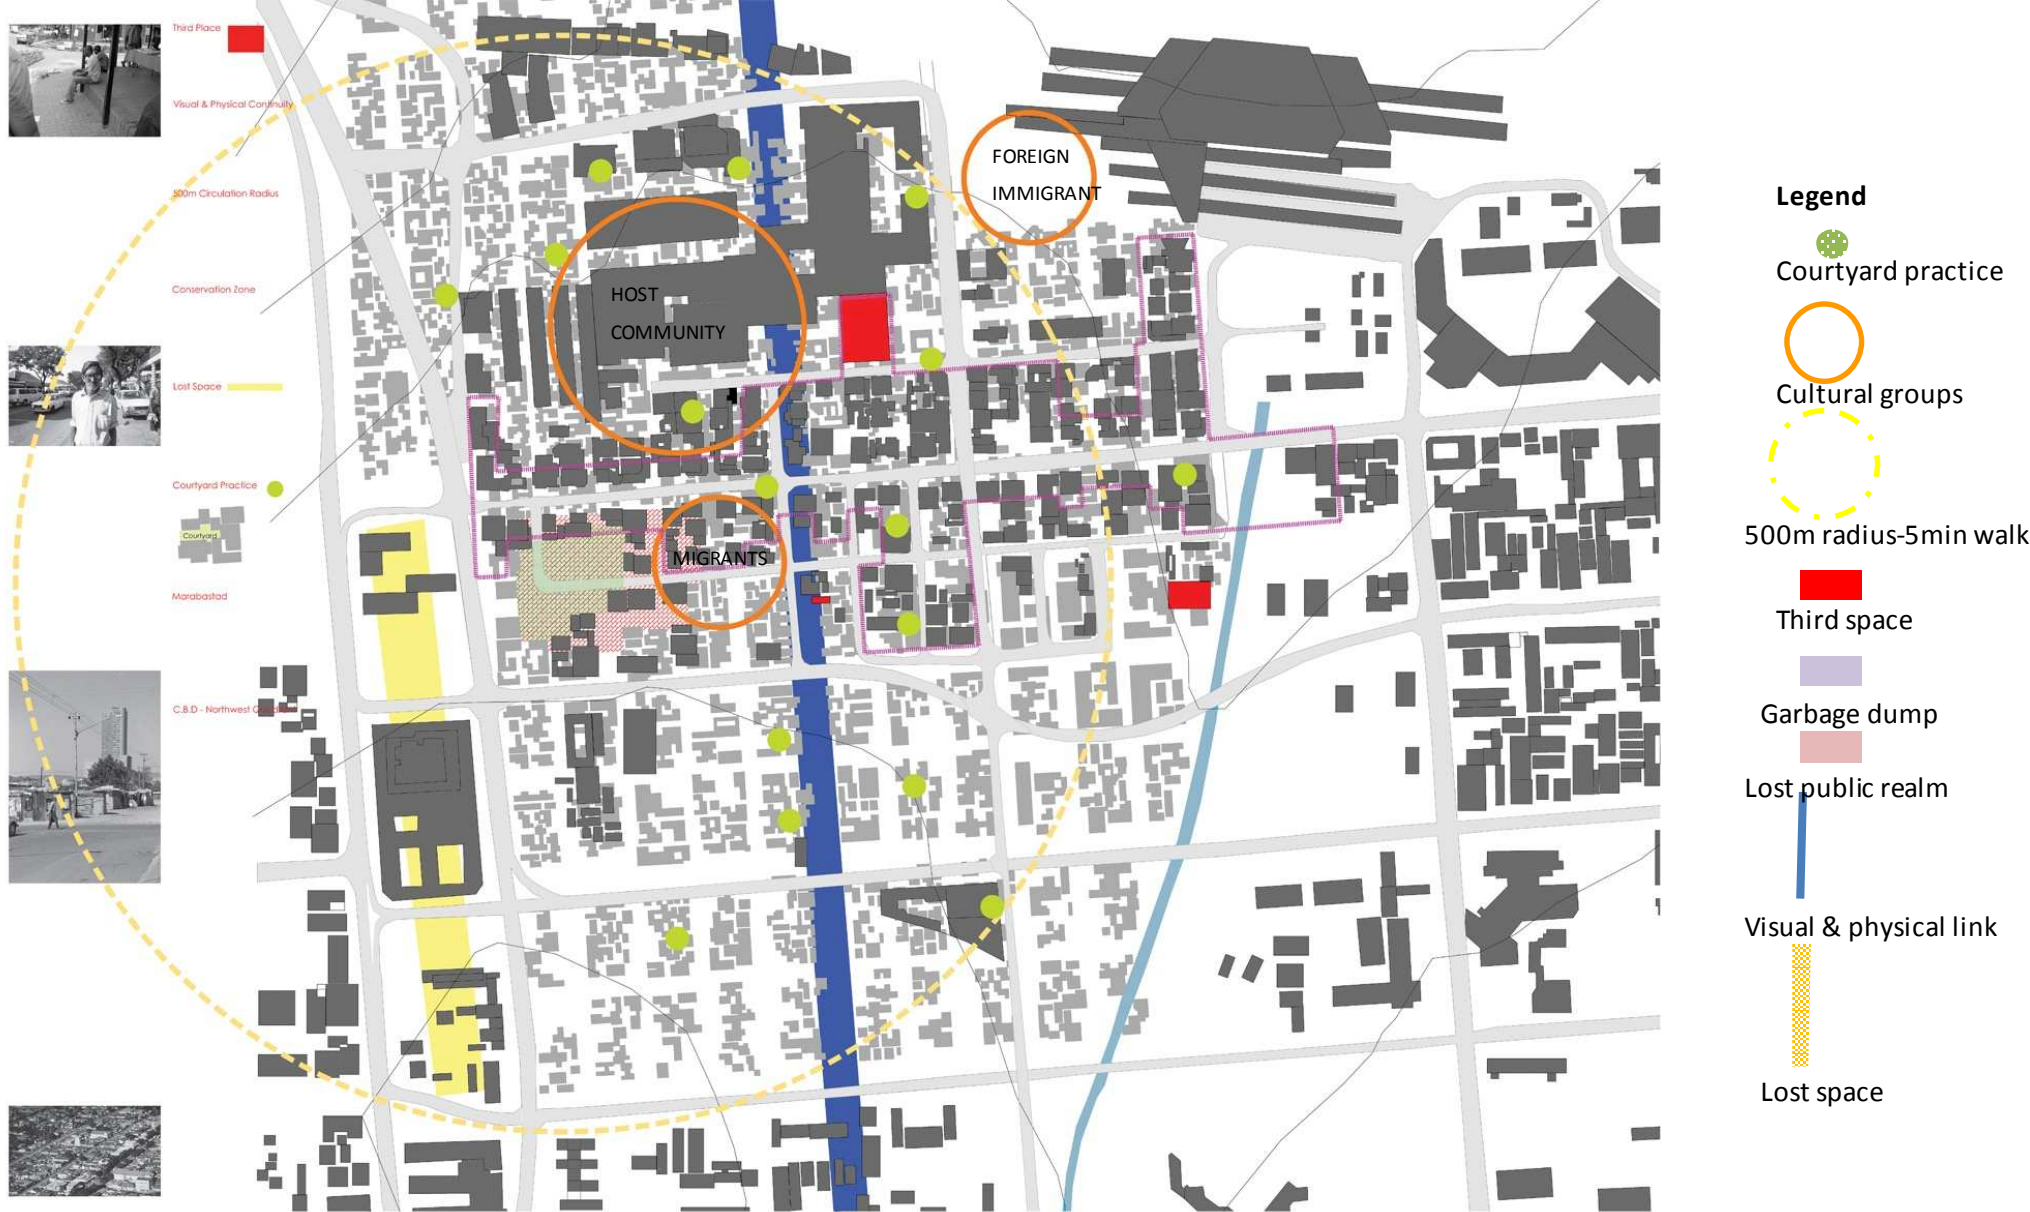 Third Place
Visual & Physical Continuity
500m Circulation Radius
Conservation Zone
Lost Space
Courtyard Practice
Courtyard
Marabastad
C.B.D - Northwest
FOREIGN
IMMIGRANT
HOST
COMMUNITY
MIGRANTS
Legend
Courtyard practice
Cultural groups
500m radius-5min walk
Third space
Garbage dump
Lost public realm
Visual & physical link
Lost space